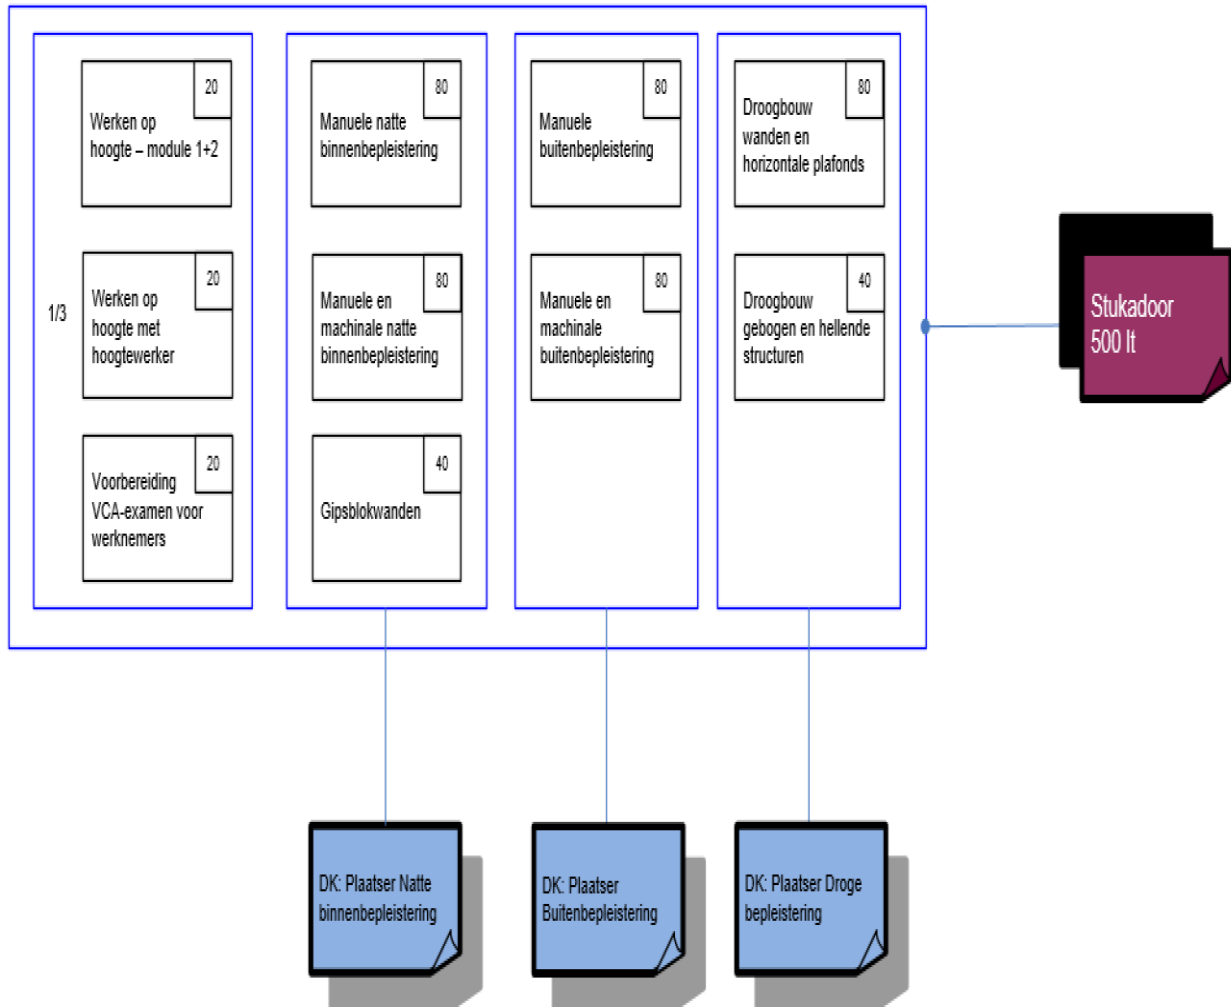 20
Werken op
hoogte – module 1+2
80
Manuele natte
binnenbepleistering
80
Manuele
buitenbepleistering
80
Droogbouw
wanden en
horizontale plafonds
1/3
20
Werken op
hoogte met
hoogtewerker
80
Manuele en
machinale natte
binnenbepleistering
80
Manuele en
machinale
buitenbepleistering
40
Droogbouw
gebogen en hellende
structuren
Stukadoor
500 lt
20
Voorbereiding
VCA-examen voor
werknemers
40
Gipsblokwanden
DK: Plaatser Natte
binnenbepleistering
DK: Plaatser
Buitenbepleistering
DK: Plaatser Droge
bepleistering